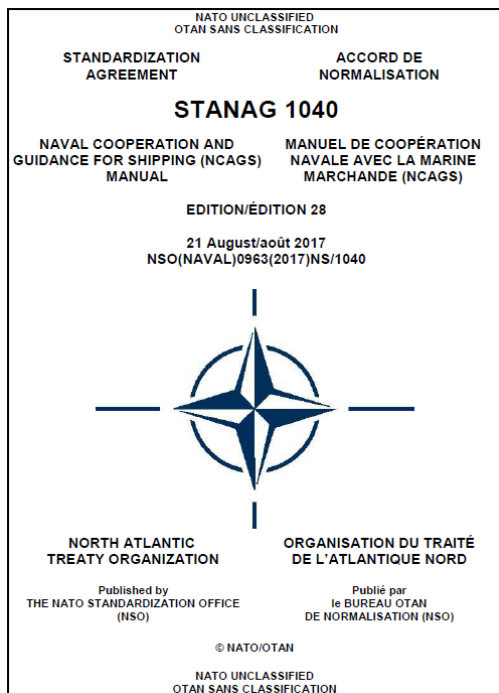 NATO UNCLASSIFIED
OTAN SANS CLASSIFICATION
STANDARDIZATION
AGREEMENT
ACCORD DE
NORMALISATION
STANAG 1040
NAVAL COOPERATION AND
GUIDANCE FOR SHIPPING (NCAGS)
MANUAL
MANUEL DE COOPÉRATION
NAVALE AVEC LA MARINE
MARCHANDE (NCAGS)
EDITION/ÉDITION 28
21 August/août 2017
NSO(NAVAL)0963(2017)NS/1040
NORTH ATLANTIC
TREATY ORGANIZATION
ORGANISATION DU TRAITÉ
DE L'ATLANTIQUE NORD
Published by
THE NATO STANDARDIZATION OFFICE
(NSO)
Publié par
le BUREAU OTAN
DE NORMALISATION (NSO)
© NATO/OTAN
NATO UNCLASSIFIED
OTAN SANS CLASSIFICATION